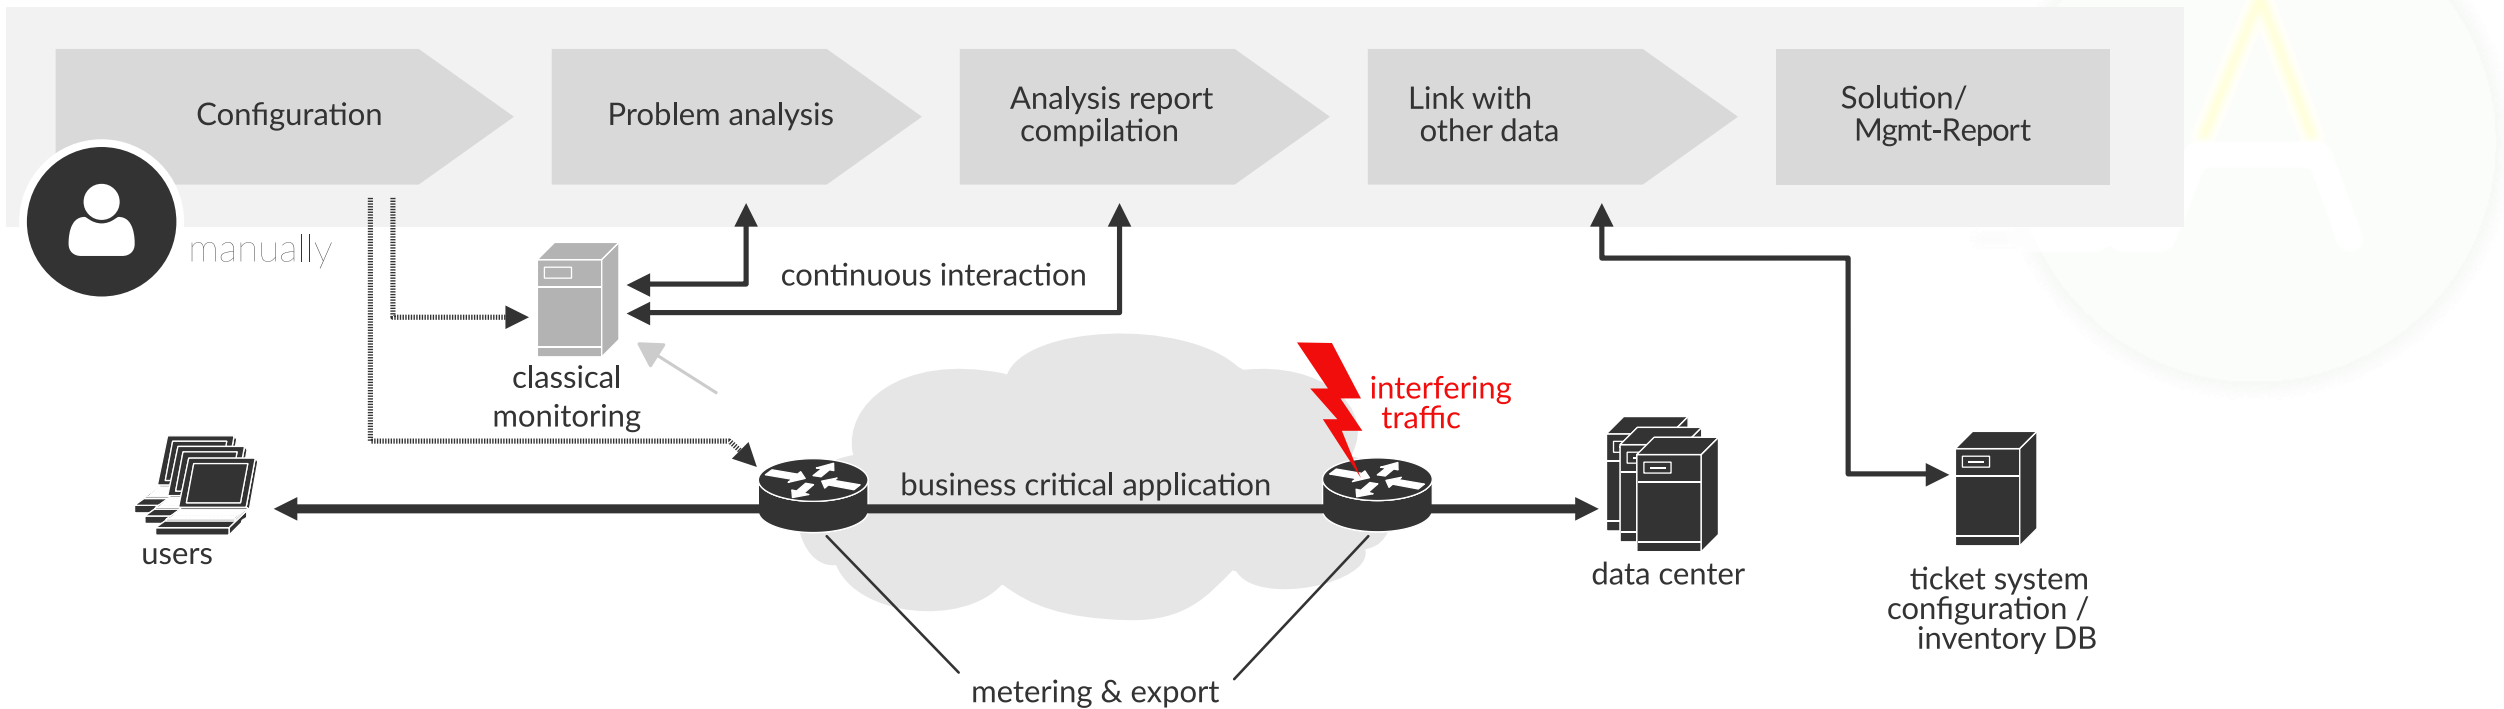 Configuration
Problem analysis
Analysis report
compilation
Link with
other data
Solution/
Mgmt-Report
manually
continuous interaction
classical
monitoring
interfering
traffic
business critical application
users
data center
ticket system
configuration /
inventory DB
metering & export